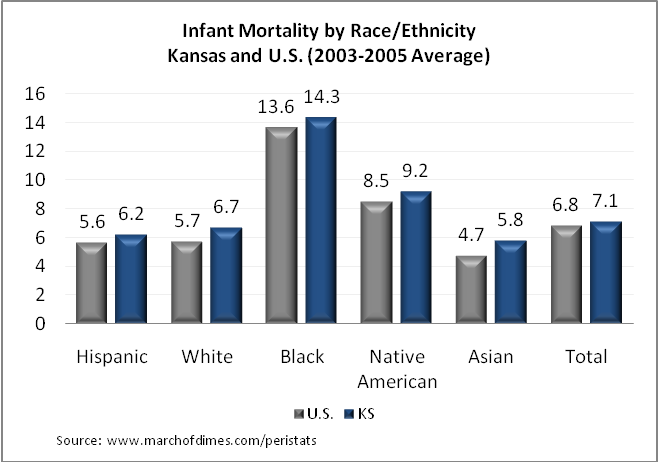 Infant Mortality by Race/Ethnicity
Kansas and U.S. (2003-2005 Average)
16
14
12
10
8
6
4
2
0
5.6
6.2
5.7
6.7
13.6
14.3
8.5
9.2
4.7
5.8
6.8
7.1
Hispanic
White
Black
Native
American
Asian
Total
U.S.
KS
Source: www.marchofdimes.com/peristats